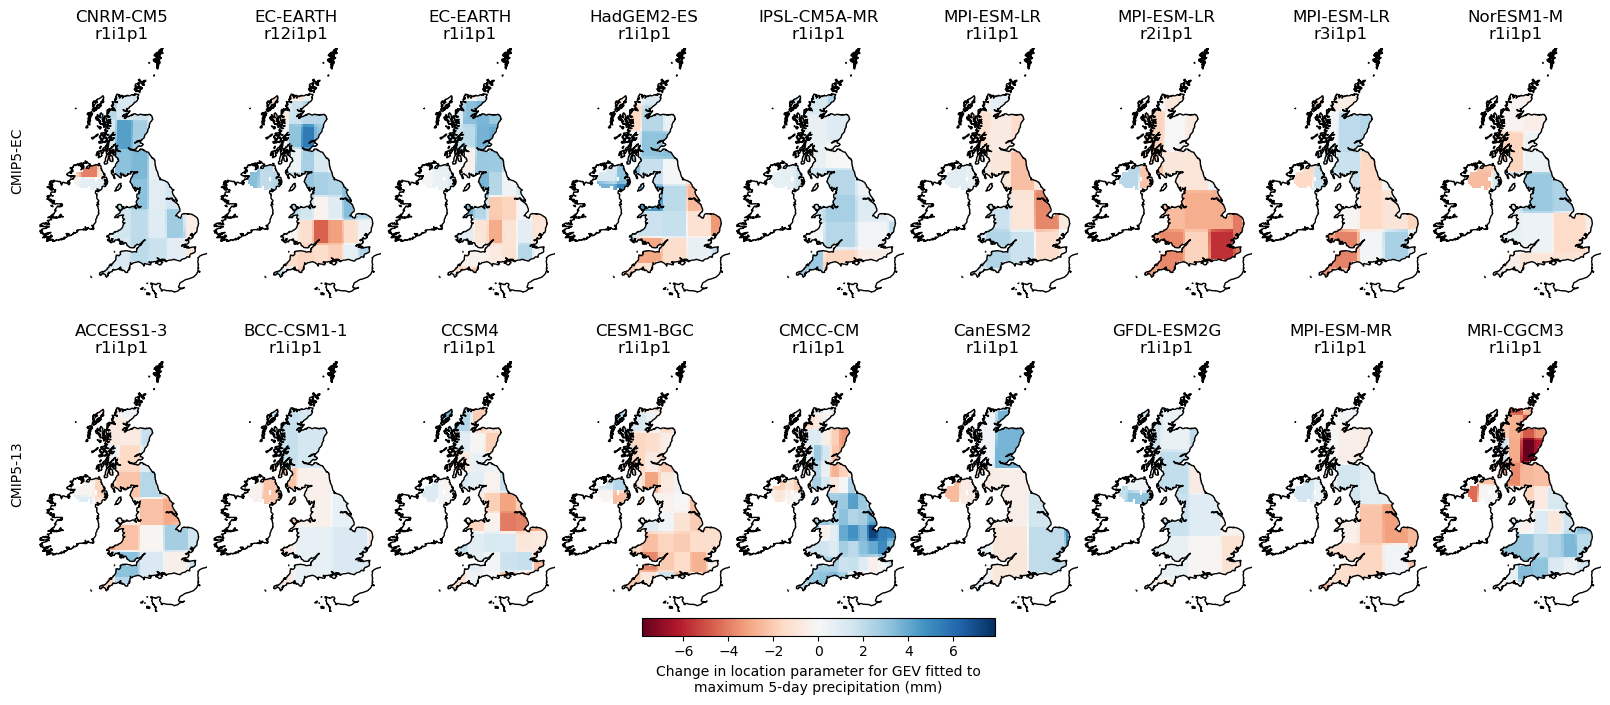 CNRM-CM5 EC-EARTH EC-EARTH HadGEM2-ES IPSL-CM5A-MR MPI-ESM-LR MPI-ESM-LR MPI-ESM-LR NorESM1-M
r1i1p1 r12i1p1 r1i1p1 r1i1p1 r1i1p1 r1i1p1 r2i1p1 r3i1p1 r1i1p1
CMIP5-EC
ACCESS1-3 BCC-CSM1-1 CCSM4 CESM1-BGC CMCC-CM CanESM2 GFDL-ESM2G MPI-ESM-MR MRI-CGCM3
r1i1p1 r1i1p1 r1i1p1 r1i1p1 r1i1p1 r1i1p1 r1i1p1 r1i1p1 r1i1p1
CMIP5-13
−6 −4 −2 0 2 4 6
Change in location parameter for GEV fitted to
maximum 5-day precipitation (mm)